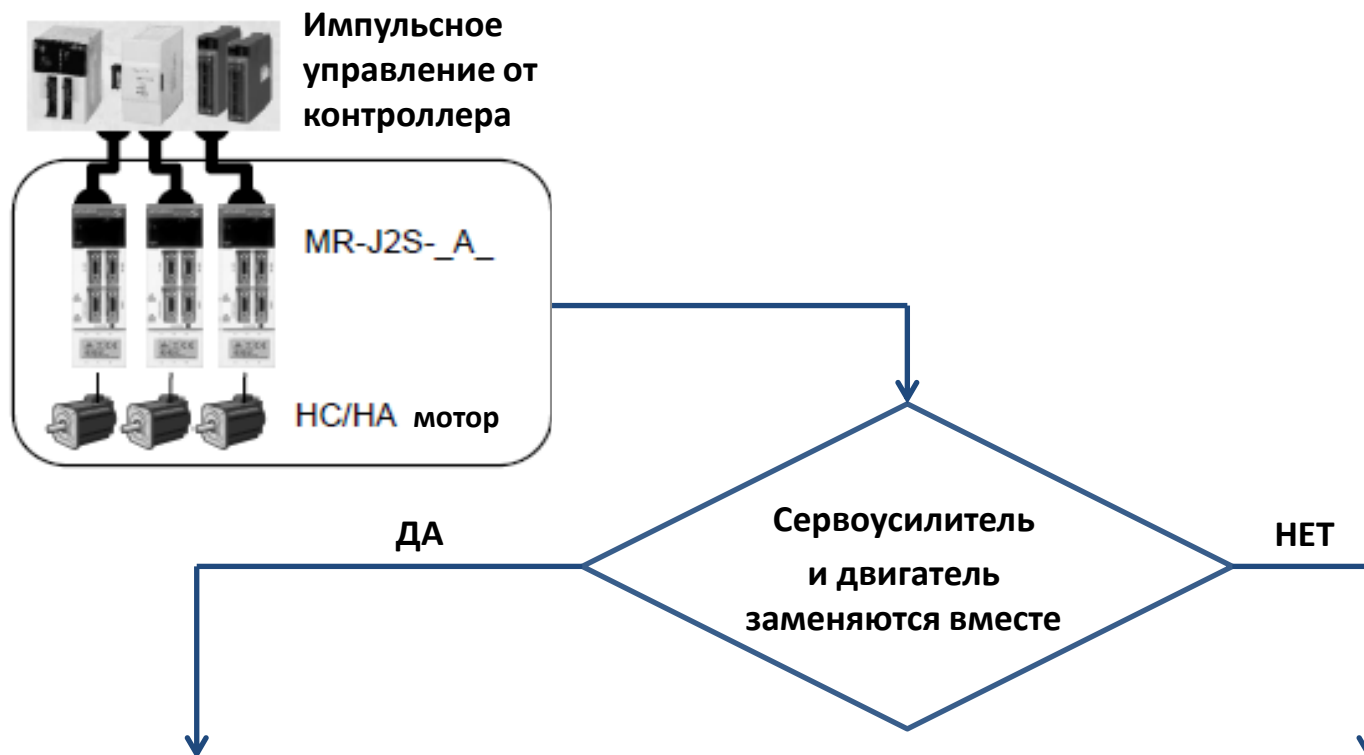 Импульсное
управление от
контроллера
MR-J2S-_A_
HC/HA мотор
ДА
Сервоусилитель
и двигатель
заменяются вместе
НЕТ